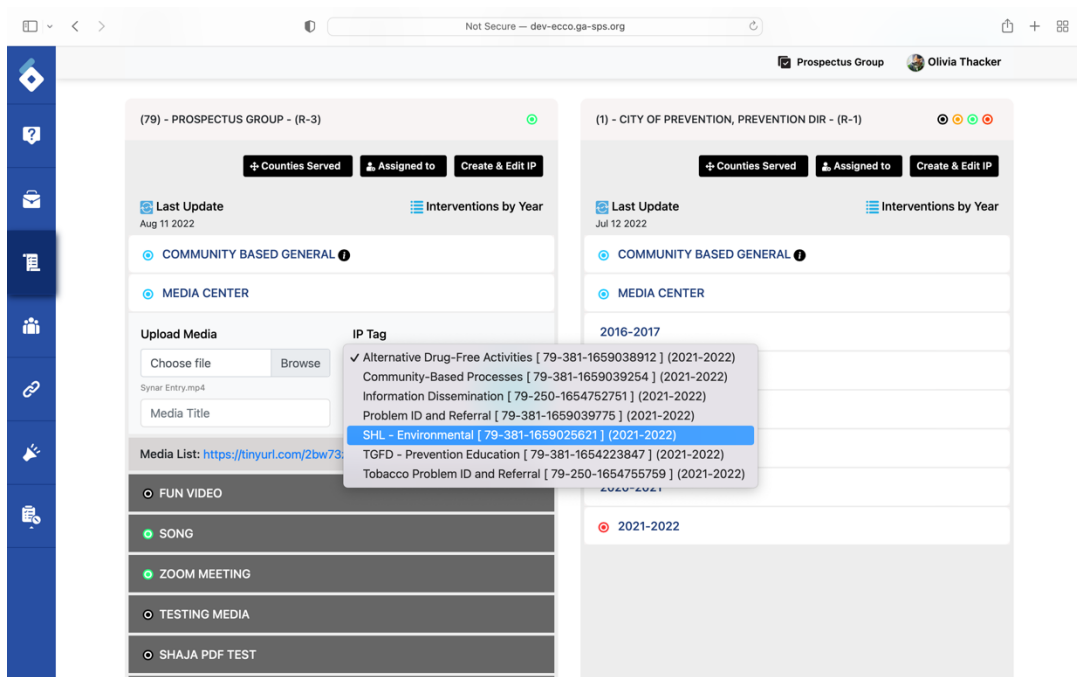 Not Secure — dev-ecco.ga-sps.org
Prospectus Group
Olivia Thacker
(79) - PROSPECTUS GROUP - (R-3)
Counties Served
Assigned to
Create & Edit IP
Last Update
Interventions by Year
Aug 11 2022
COMMUNITY BASED GENERAL
MEDIA CENTER
Upload Media
IP Tag
Choose file
Browse
Synar Entry.mp4
Media Title
✓ Alternative Drug-Free Activities [ 79-381-1659038912 ] (2021-2022)
Community-Based Processes [ 79-381-1659039254 ] (2021-2022)
Information Dissemination [ 79-250-1654752751 ] (2021-2022)
Problem ID and Referral [ 79-381-1659039775 ] (2021-2022)
SHL - Environmental [ 79-381-1659025621 ] (2021-2022)
TGFD - Prevention Education [ 79-381-1654223847 ] (2021-2022)
Tobacco Problem ID and Referral [ 79-250-1654755759 ] (2021-2022)
Media List: https://tinyurl.com/2bw73
FUN VIDEO
SONG
ZOOM MEETING
TESTING MEDIA
SHAJA PDF TEST
(1) - CITY OF PREVENTION, PREVENTION DIR - (R-1)
Counties Served
Assigned to
Create & Edit IP
Last Update
Interventions by Year
Jul 12 2022
COMMUNITY BASED GENERAL
MEDIA CENTER
2016-2017
2020-2021
2021-2022